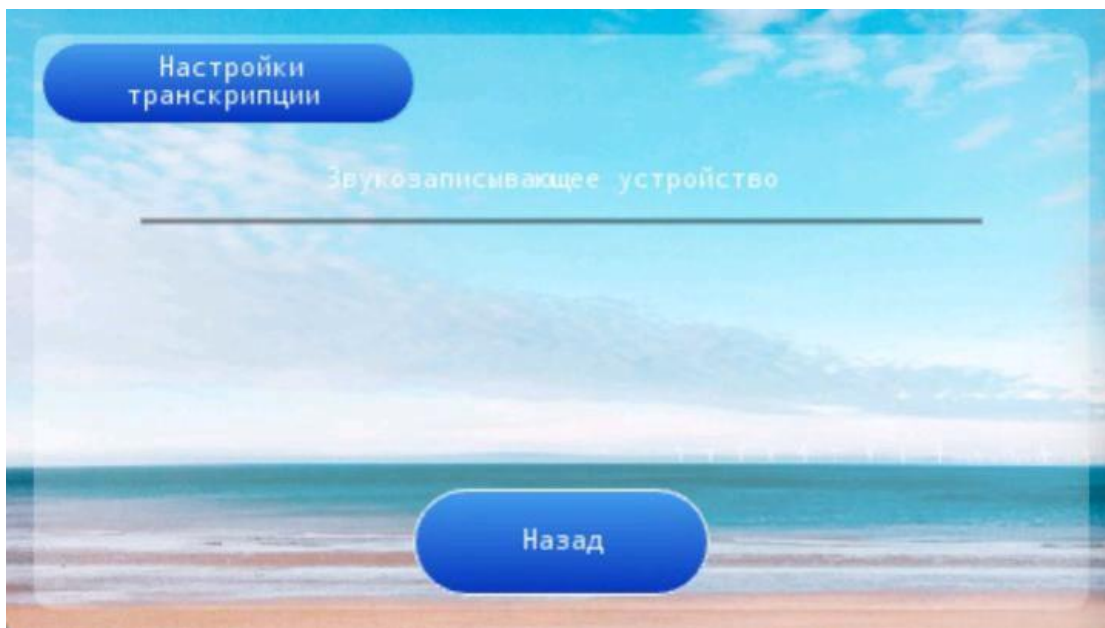 Настройки
транскрипции
Звукозаписывающее устройство
Назад